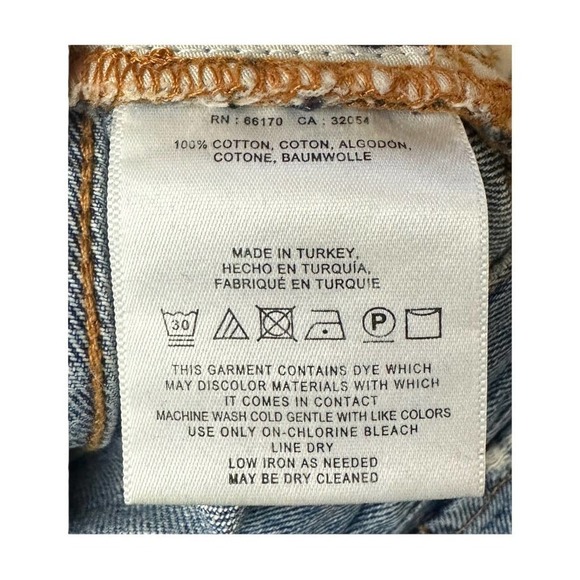 RN : 66170 CA : 32054
100% COTTON, COTON, ALGODÓN,
COTONE, BAUMWOLLE
MADE IN TURKEY,
HECHO EN TURQUÍA,
FABRIQUÉ EN TURQUIE
30 P
THIS GARMENT CONTAINS DYE WHICH
MAY DISCOLOR MATERIALS WITH WHICH
IT COMES IN CONTACT
MACHINE WASH COLD GENTLE WITH LIKE COLORS
USE ONLY ON-CHLORINE BLEACH
LINE DRY
LOW IRON AS NEEDED
MAY BE DRY CLEANED